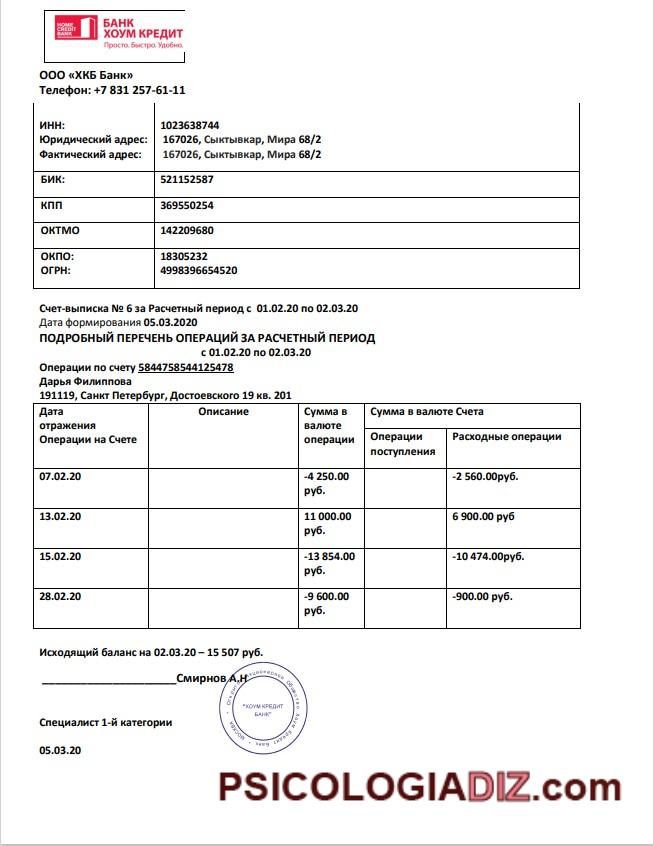 HOME
CREDIT
BANK
БАНК
ХОУМ КРЕДИТ
Просто. Быстро. Удобно.
ООО «ХКБ Банк»
Телефон: +7 831 257-61-11
ИНН: 1023638744
Юридический адрес: 167026, Сыктывкар, Мира 68/2
Фактический адрес: 167026, Сыктывкар, Мира 68/2
БИК: 521152587
КПП 369550254
ОКТМО 142209680
ОКПО: 18305232
ОГРН: 4998396654520
Счет-выписка № 6 за Расчетный период с 01.02.20 по 02.03.20
Дата формирования 05.03.2020
ПОДРОБНЫЙ ПЕРЕЧЕНЬ ОПЕРАЦИЙ ЗА РАСЧЕТНЫЙ ПЕРИОД
с 01.02.20 по 02.03.20
Операции по счету 5844758544125478
Дарья Филиппова
191119, Санкт Петербург, Достоевского 19 кв. 201
Дата отражения Операции на Счете Описание Сумма в валюте операции Сумма в валюте Счета
Операции поступления Расходные операции
07.02.20 -4 250.00 руб. -2 560.00руб.
13.02.20 11 000.00 руб. 6 900.00 руб
15.02.20 -13 854.00 руб. -10 474.00руб.
28.02.20 -9 600.00 руб. -900.00 руб.
Исходящий баланс на 02.03.20 – 15 507 руб.
____________________Смирнов А.Н
"ХОУМ КРЕДИТ
БАНК"
Специалист 1-й категории
05.03.20
PSICOLOGIADIZ.com